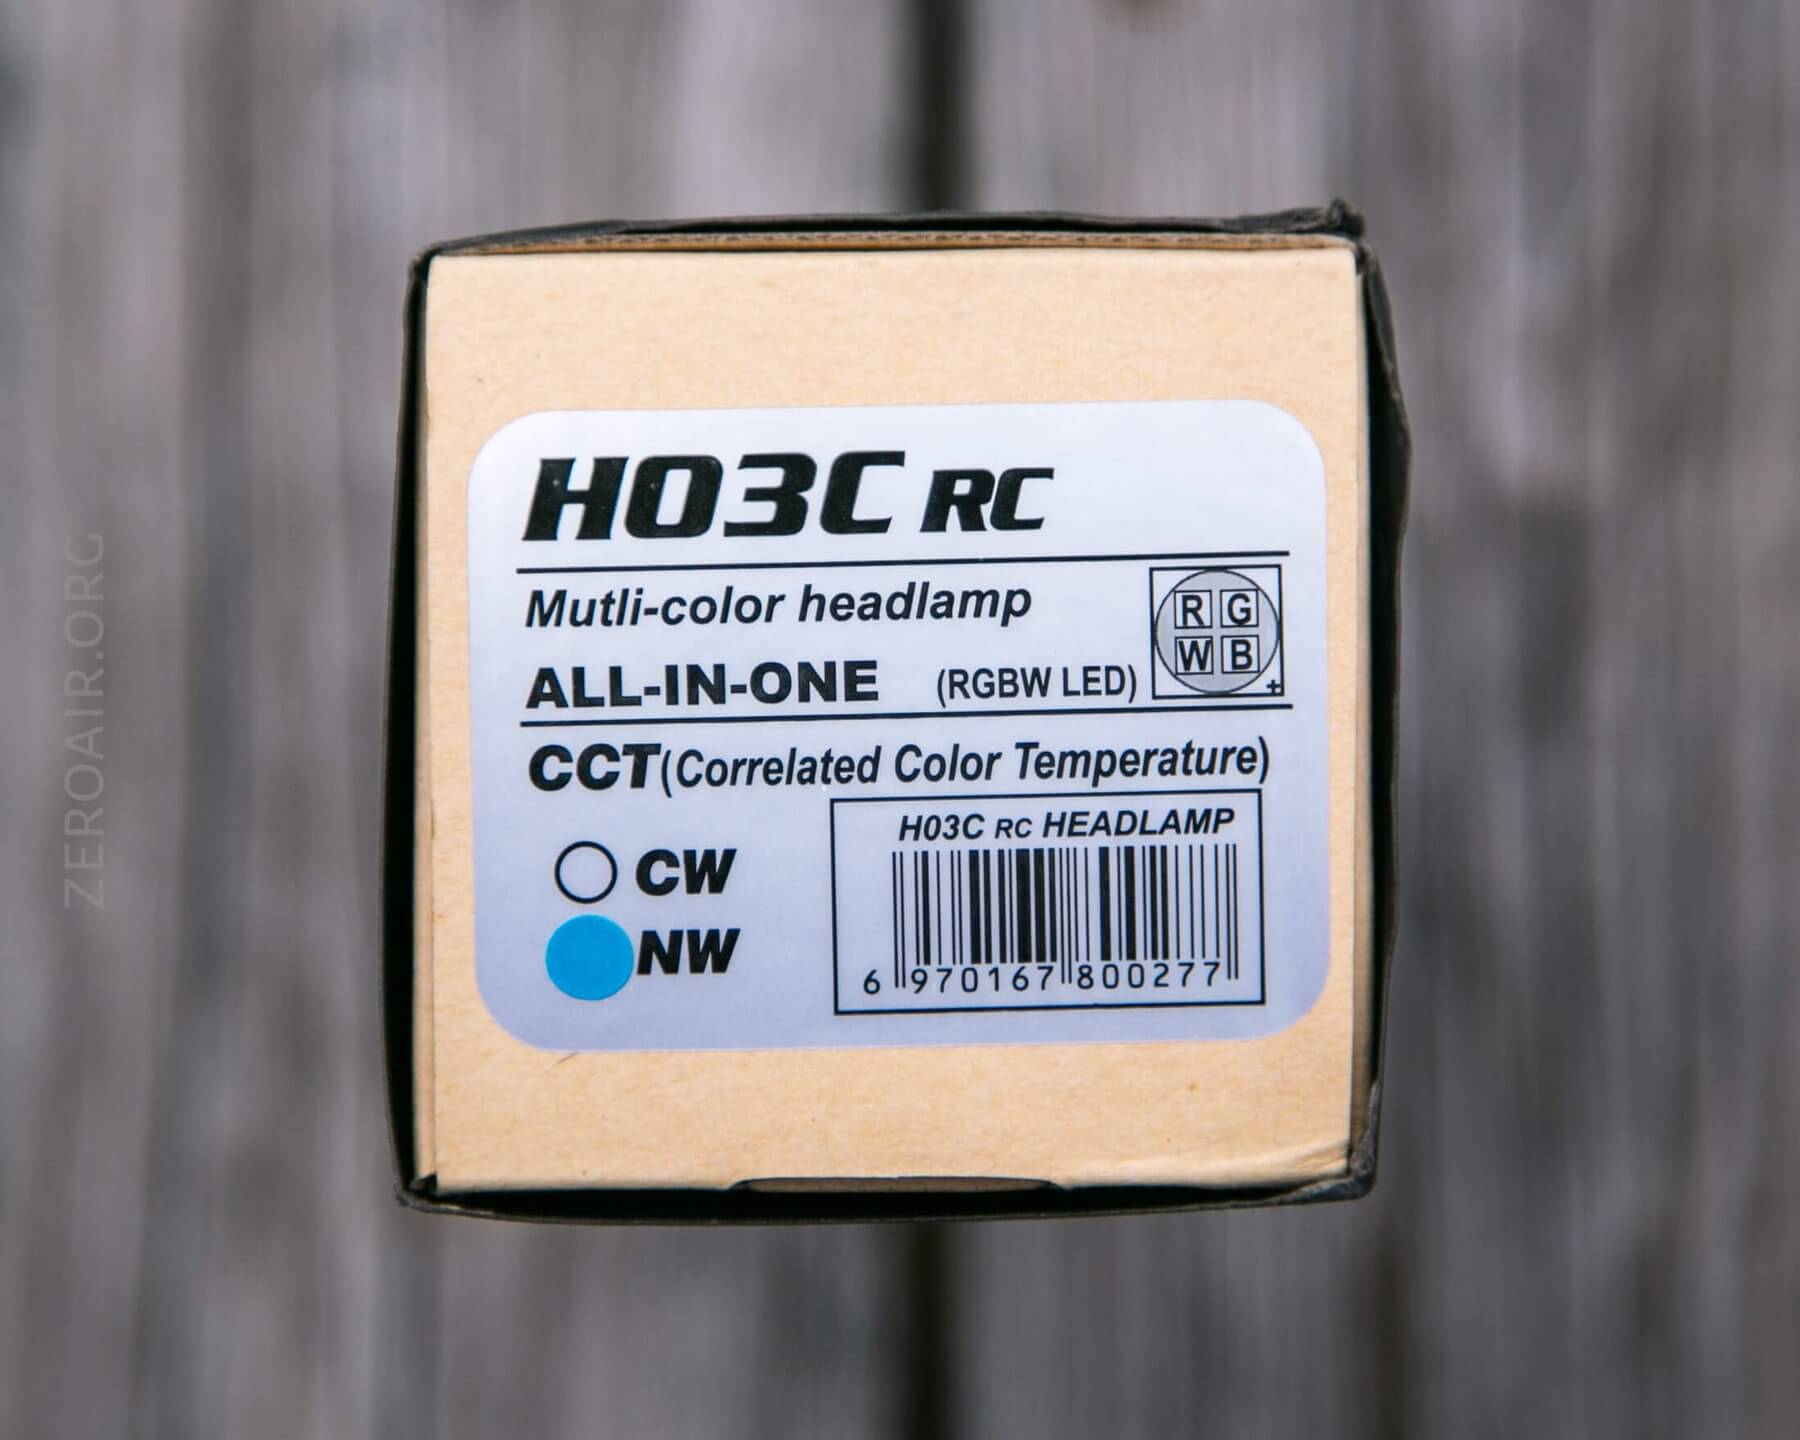 H03C RC
Mutli-color headlamp
R G
W B
+
ALL-IN-ONE (RGBW LED)
CCT(Correlated Color Temperature)
CW
NW
H03C RC HEADLAMP
6 970167 800277
ZEROAIR.ORG